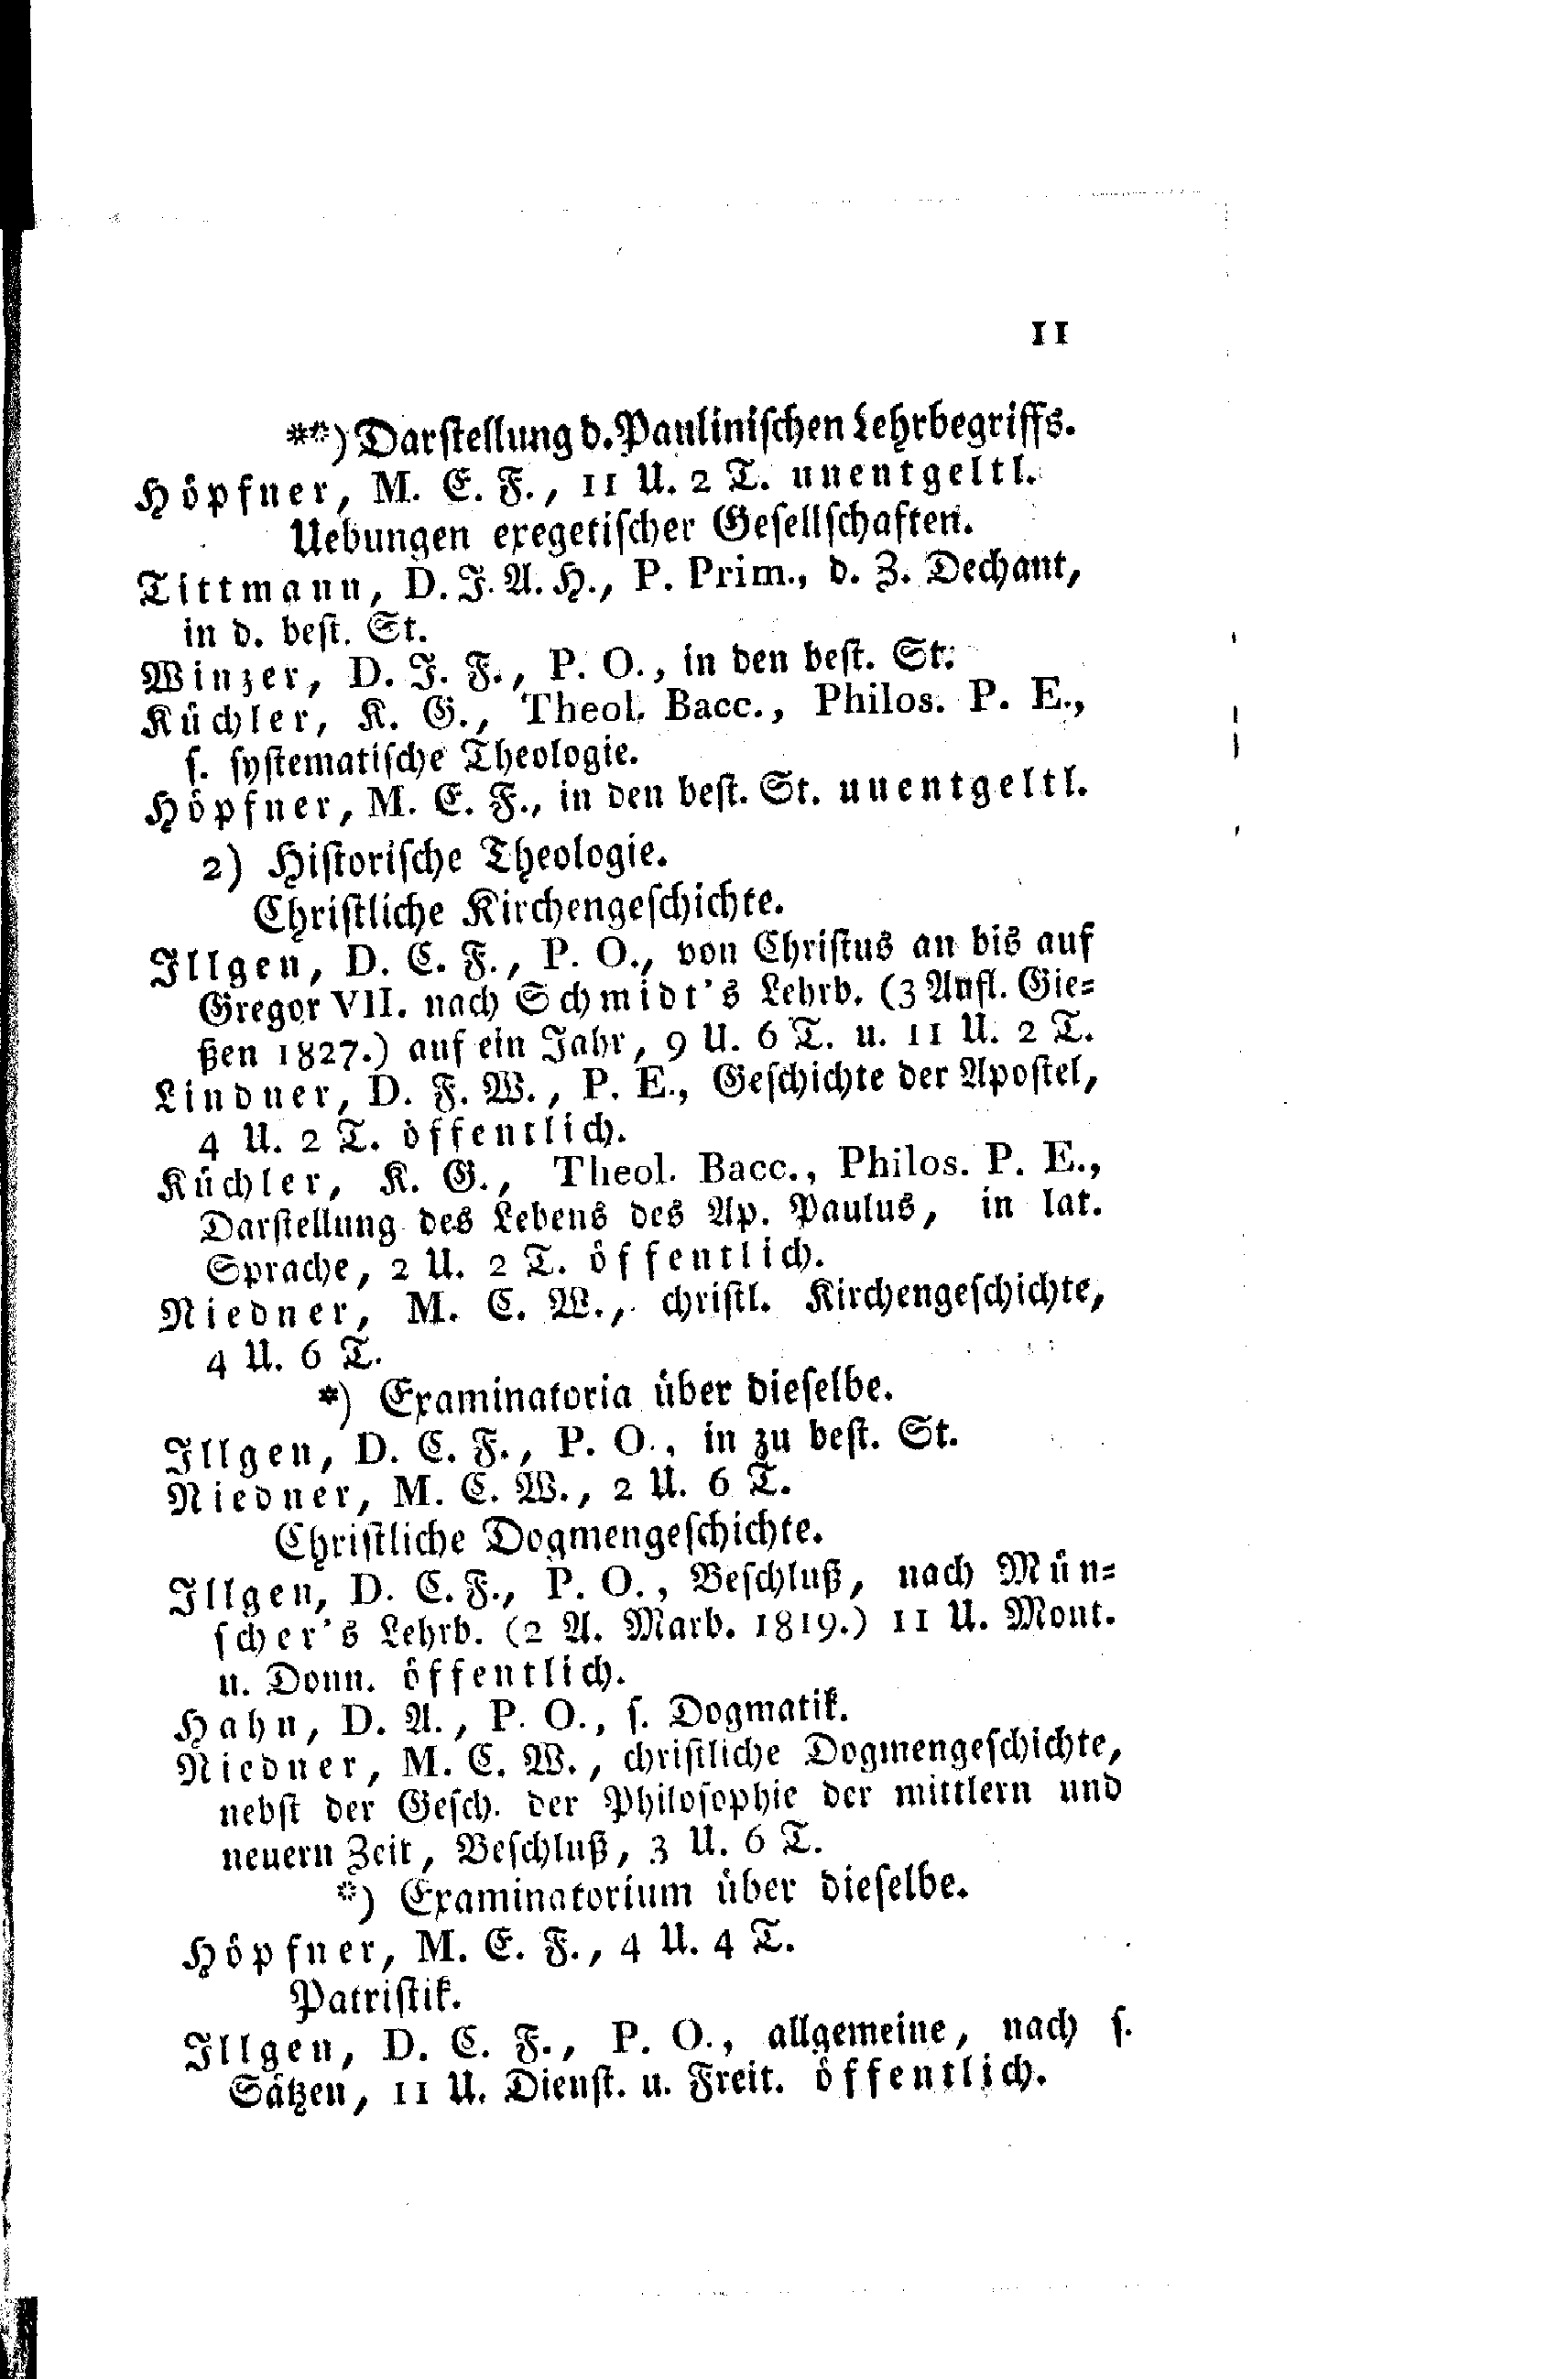 11
**) Darstellung d. Paulinischen Lehrbegriffs.
Höpfner, M. E. F., 11 U. 2 T. unentgeltl.
Uebungen exegetischer Gesellschaften.
Tittmann, D. J. A. H., P. Prim., d. Z. Dechant,
in d. best. St.
Winzer, D. J. F., P. O., in den best. St.
Küchler, K. G., Theol. Bacc., Philos. P. E.,
s. systematische Theologie.
Höpfner, M. E. F., in den best. St. unentgeltl.
2) Historische Theologie.
Christliche Kirchengeschichte.
Illgen, D. C. F., P. O., von Christus an bis auf
Gregor VII. nach Schmidt's Lehrb. (3 Aufl. Gie-
ßen 1827.) auf ein Jahr, 9 U. 6 T. u. 11 U. 2 T.
Lindner, D. F. W., P. E., Geschichte der Apostel,
4 U. 2 T. öffentlich.
Küchler, K. G., Theol. Bacc., Philos. P. E.,
Darstellung des Lebens des Ap. Paulus, in lat.
Sprache, 2 U. 2 T. öffentlich.
Niedner, M. C. W., christl. Kirchengeschichte,
4 U. 6 T.
*) Examinatoria über dieselbe.
Illgen, D. C. F., P. O., in zu best. St.
Niedner, M. C. W., 2 U. 6 T.
Christliche Dogmengeschichte.
Illgen, D. C. F., P. O., Beschluß, nach Mün-
scher's Lehrb. (2 A. Marb. 1819.) 11 U. Mont.
u. Donn. öffentlich.
Hahn, D. A., P. O., s. Dogmatik.
Niedner, M. C. W., christliche Dogmengeschichte,
nebst der Gesch. der Philosophie der mittlern und
neuern Zeit, Beschluß, 3 U. 6 T.
*) Examinatorium über dieselbe.
Höpfner, M. E. F., 4 U. 4 T.
Patristik.
Illgen, D. C. F., P. O., allgemeine, nach s.
Sätzen, 11 U. Dienst. u. Freit. öffentlich.